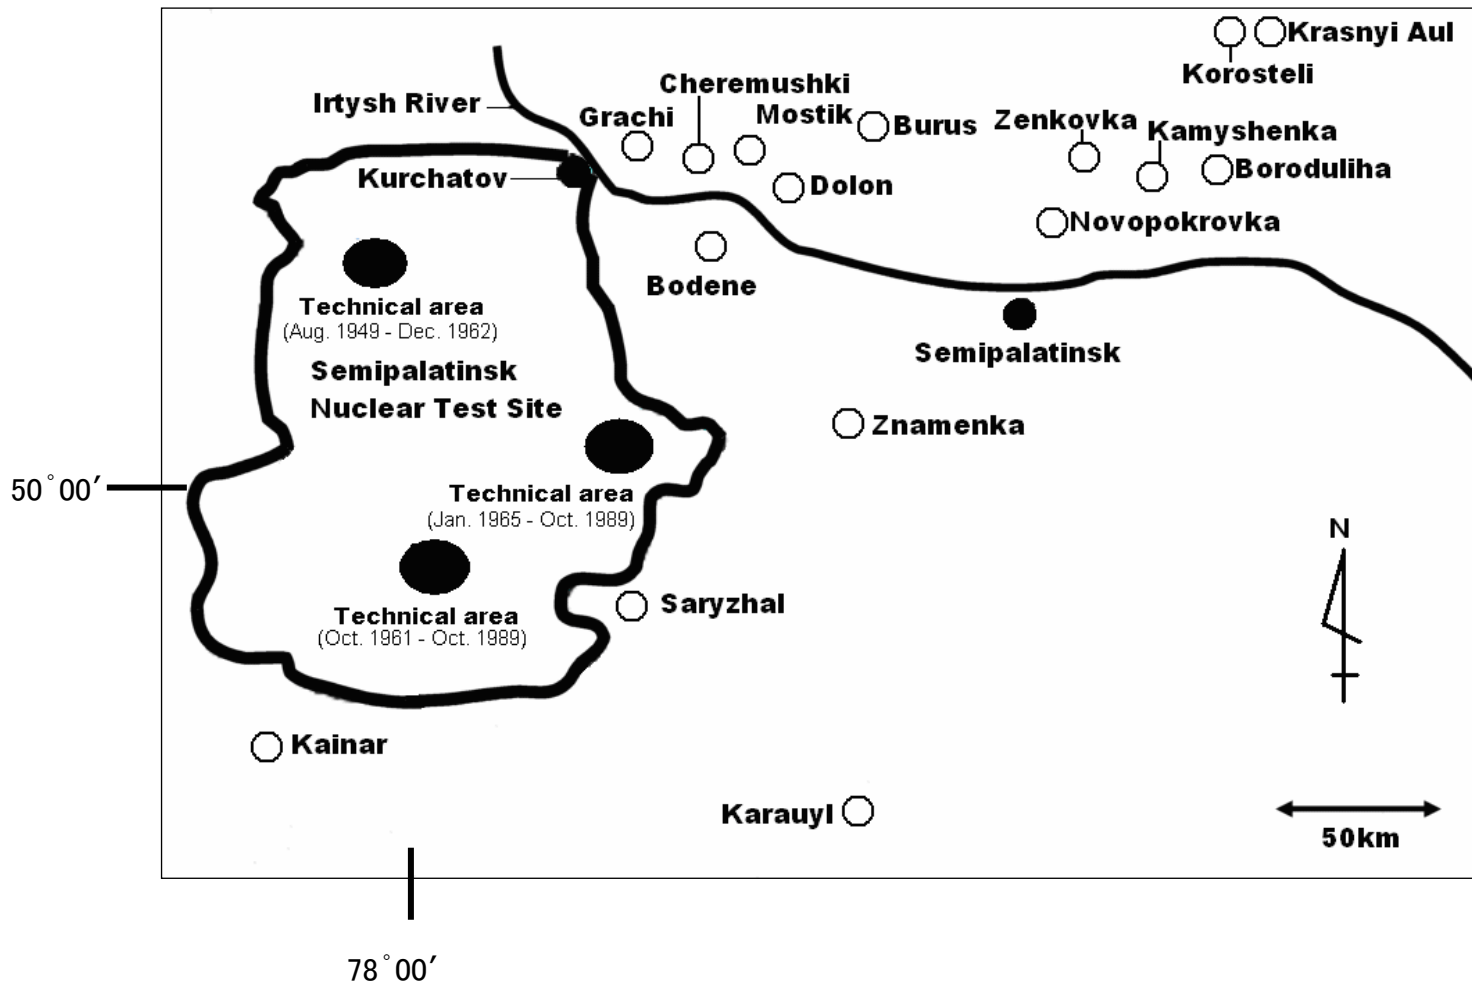 Krasnyi Aul
Korosteli
Cheremushki
Irtysh River
Grachi
Mostik
Burus
Zenkovka
Kamyshenka
Boroduliha
Kurchatov
Dolon
Novopokrovka
Bodene
Technical area
(Aug. 1949 - Dec. 1962)
Semipalatinsk
Semipalatinsk
Nuclear Test Site
Znamenka
50°00′
Technical area
(Jan. 1965 - Oct. 1989)
N
Saryzhal
Technical area
(Oct. 1961 - Oct. 1989)
Kainar
Karauyl
50km
78°00′